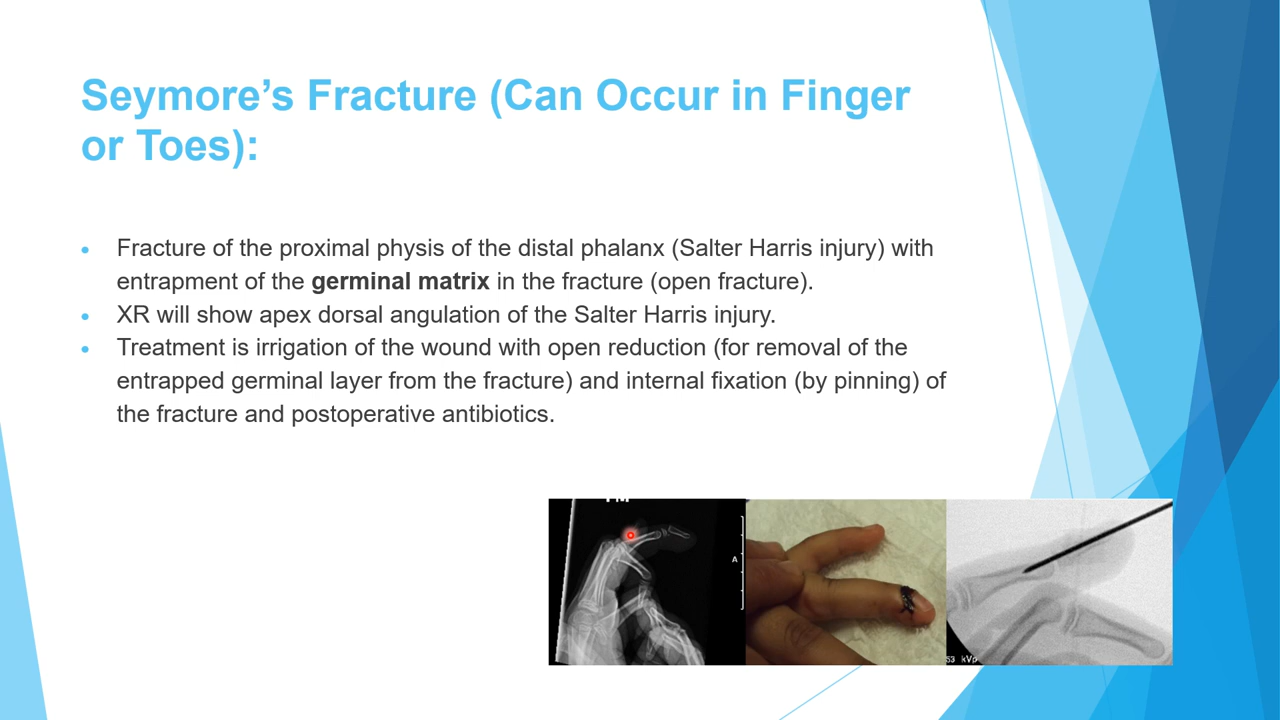 Seymore’s Fracture (Can Occur in Finger
or Toes):
Fracture of the proximal physis of the distal phalanx (Salter Harris injury) with
entrapment of the germinal matrix in the fracture (open fracture).
XR will show apex dorsal angulation of the Salter Harris injury.
Treatment is irrigation of the wound with open reduction (for removal of the
entrapped germinal layer from the fracture) and internal fixation (by pinning) of
the fracture and postoperative antibiotics.
A
53 kVp